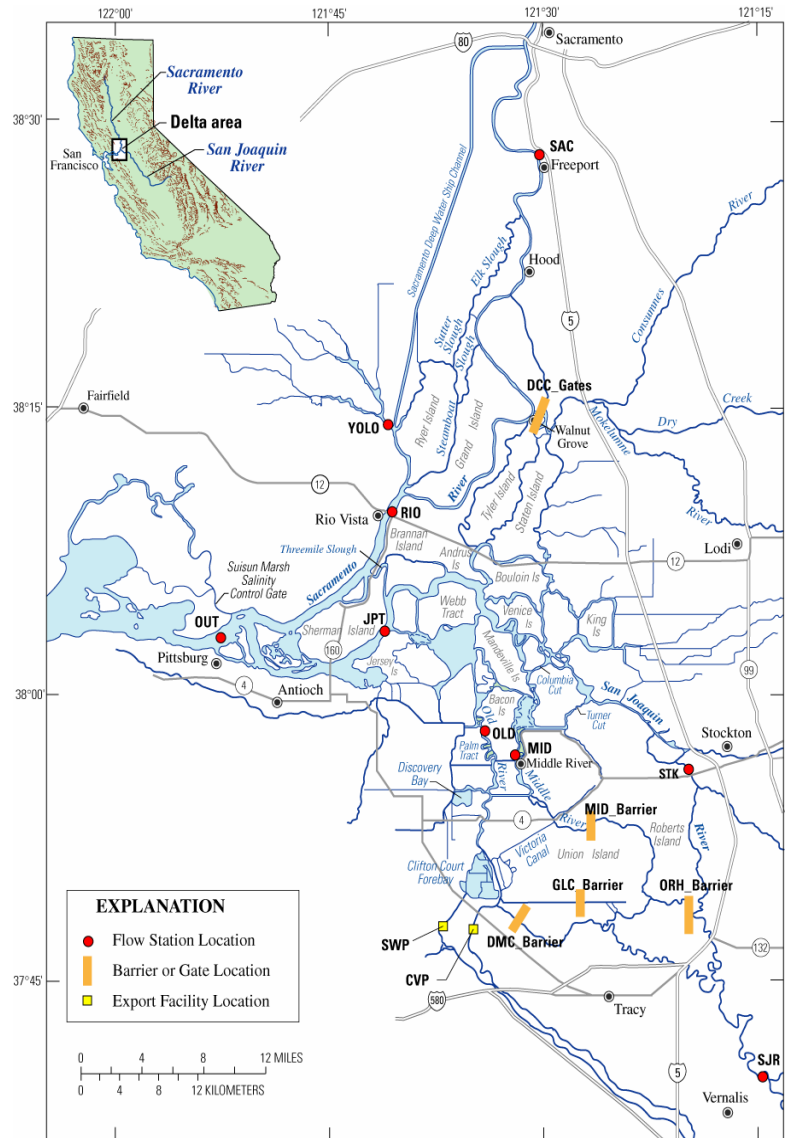 122°00'
121°45'
121°30'
121°15'
80
Sacramento
Sacramento
River
Delta area
San
Francisco
San Joaquin
River
38°30'
SAC
Freeport
Sacramento Deep Water Ship Channel
Elk Slough
Hood
River
Consumnes
5
Sutter
Slough
Steamboat
Slough
Ryer Island
Grand Island
DCC_Gates
Walnut
Grove
Mokelumne
River
Dry
Creek
38°15'
Fairfield
YOLO
River
Tyler Island
Staten Island
12
Rio Vista
RIO
Brannan
Island
Andrus
Is
Bouloin Is
12
Lodi
Threemile Slough
Suisun Marsh
Salinity
Control Gate
Sacramento
OUT
JPT
Sherman Island
Webb
Tract
Venice
Is
King
Is
Pittsburg
160
Jersey
Is
Mandeville Is
99
38°00'
4
Antioch
Columbia
Cut
San Joaquin
River
Bacon
Is
Turner
Cut
Stockton
Old
River
OLD
Palm
Tract
MID
Middle River
STK
Discovery
Bay
Middle
River
4
MID_Barrier
Roberts
Island
Victoria
Canal
Union Island
Clifton Court
Forebay
GLC_Barrier
ORH_Barrier
DMC_Barrier
SWP
CVP
132
37°45'
580
Tracy
5
SJR
Vernalis
EXPLANATION
Flow Station Location
Barrier or Gate Location
Export Facility Location
0 4 8 12 MILES
0 4 8 12 KILOMETERS